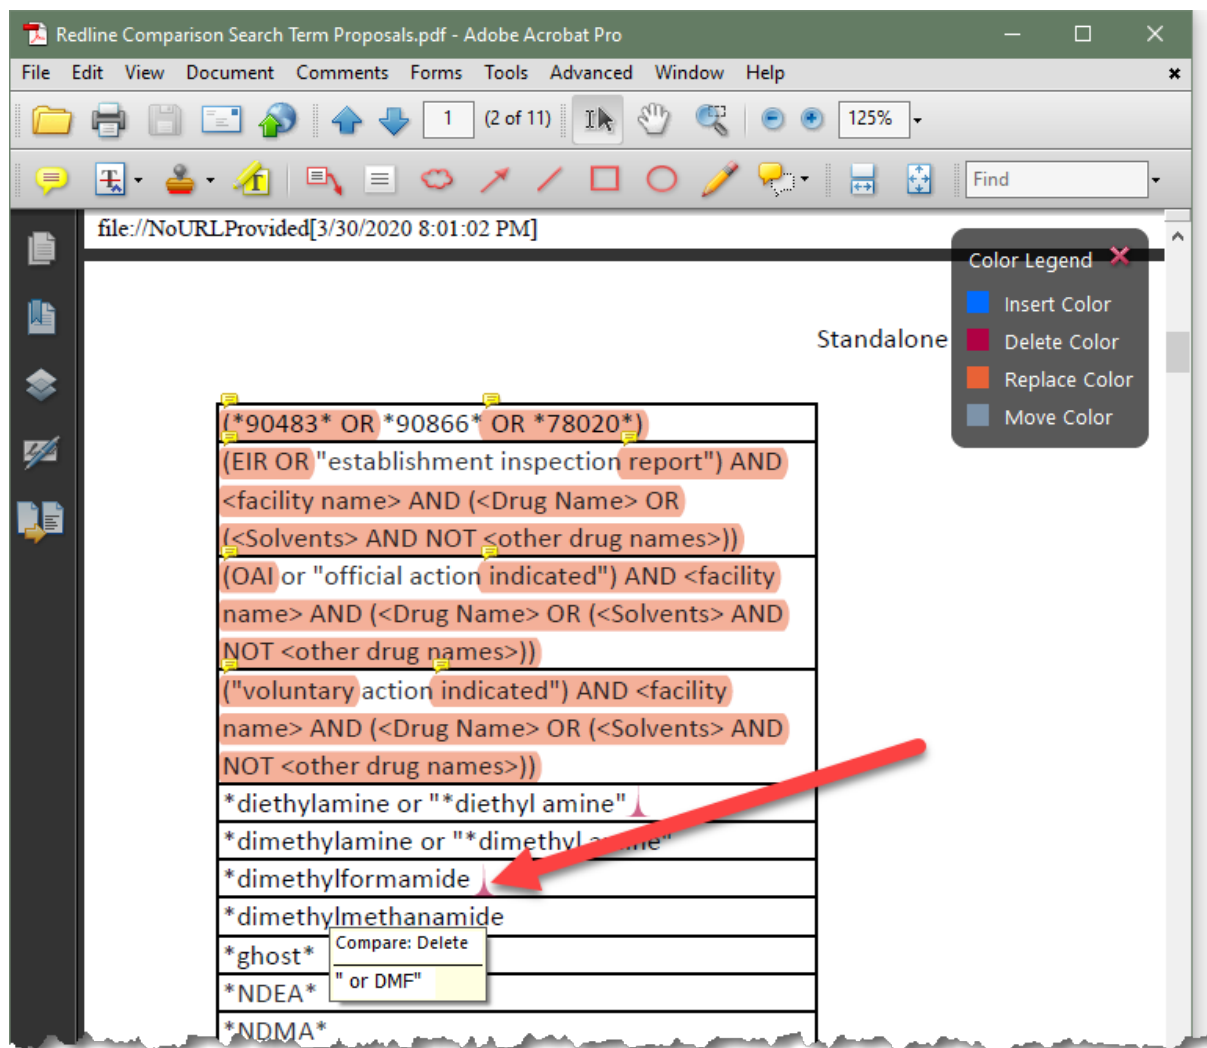 Redline Comparison Search Term Proposals.pdf - Adobe Acrobat Pro
File Edit View Document Comments Forms Tools Advanced Window Help
1 (2 of 11) 125%
Find
file://NoURLProvided[3/30/2020 8:01:02 PM]
Color Legend
Insert Color
Delete Color
Replace Color
Move Color
Standalone
(*90483* OR *90866* OR *78020*)
(EIR OR "establishment inspection report") AND
<facility name> AND (<Drug Name> OR
(<Solvents> AND NOT <other drug names>))
(OAI or "official action indicated") AND <facility
name> AND (<Drug Name> OR (<Solvents> AND
NOT <other drug names>))
("voluntary action indicated") AND <facility
name> AND (<Drug Name> OR (<Solvents> AND
NOT <other drug names>))
*diethylamine or "*diethyl amine"
*dimethylamine or "*dimethyl amine"
*dimethylformamide
*dimethylmethanamide
*ghost*
Compare: Delete
" or DMF"
*NDEA*
*NDMA*